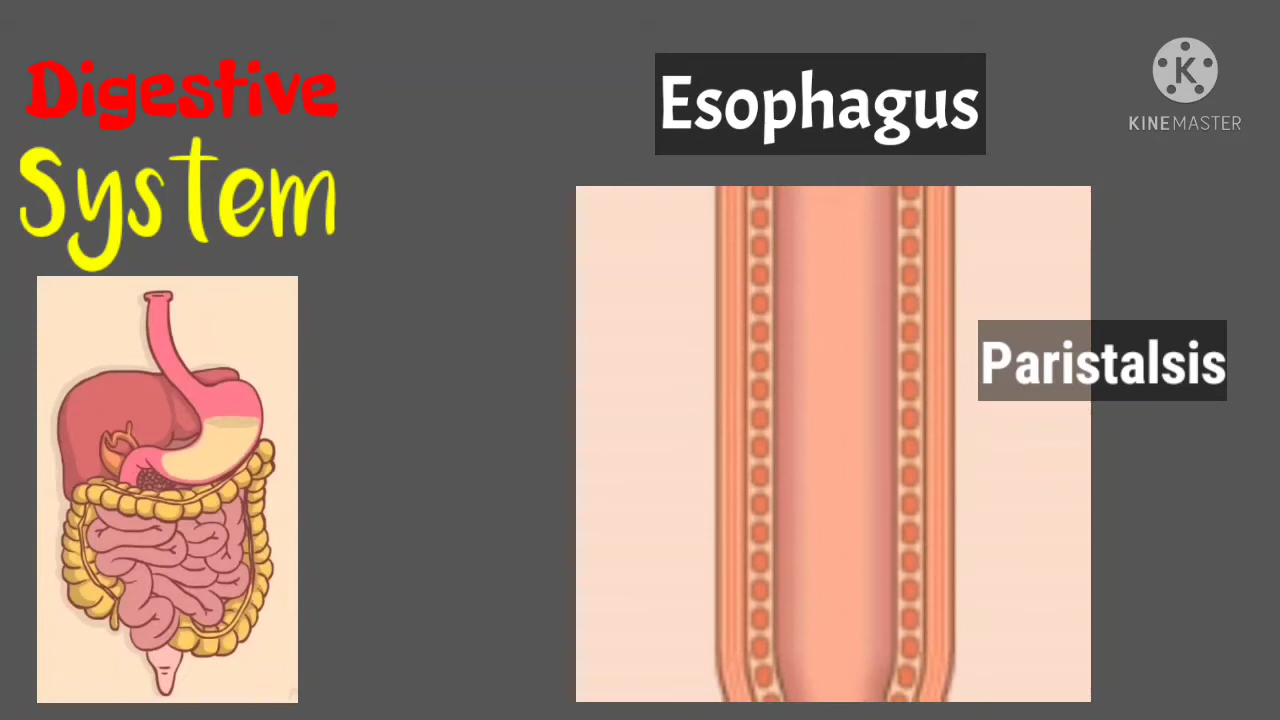 Digestive
System
Esophagus
K
KINEMASTER
Paristalsis